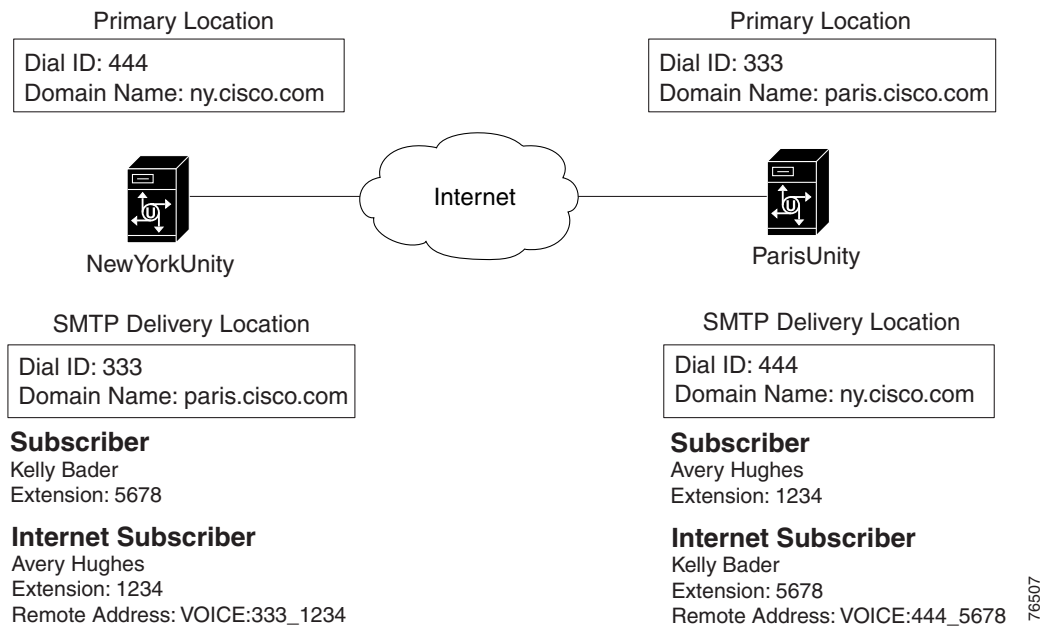 Primary Location
Dial ID: 444
Domain Name: ny.cisco.com
Primary Location
Dial ID: 333
Domain Name: paris.cisco.com
Internet
U
NewYorkUnity
U
ParisUnity
SMTP Delivery Location
Dial ID: 333
Domain Name: paris.cisco.com
Subscriber
Kelly Bader
Extension: 5678
Internet Subscriber
Avery Hughes
Extension: 1234
Remote Address: VOICE:333_1234
SMTP Delivery Location
Dial ID: 444
Domain Name: ny.cisco.com
Subscriber
Avery Hughes
Extension: 1234
Internet Subscriber
Kelly Bader
Extension: 5678
Remote Address: VOICE:444_5678
76507